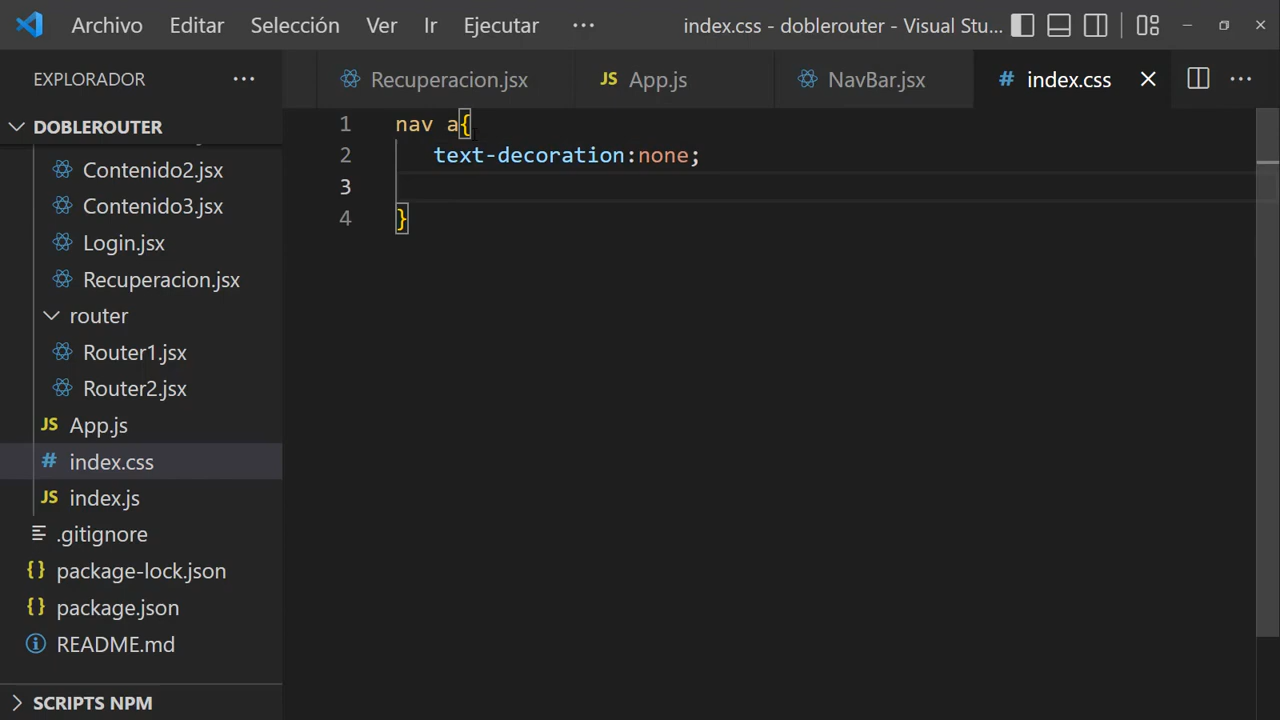 Archivo Editar Selección Ver Ir Ejecutar ··· index.css - doblerouter - Visual Stu...
EXPLORADOR ···
Recuperacion.jsx JS App.js NavBar.jsx # index.css
DOBLEROUTER
Contenido2.jsx
Contenido3.jsx
Login.jsx
Recuperacion.jsx
router
Router1.jsx
Router2.jsx
JS App.js
# index.css
JS index.js
.gitignore
{} package-lock.json
{} package.json
README.md
SCRIPTS NPM
1 nav a{
2 text-decoration:none;
3
4 }